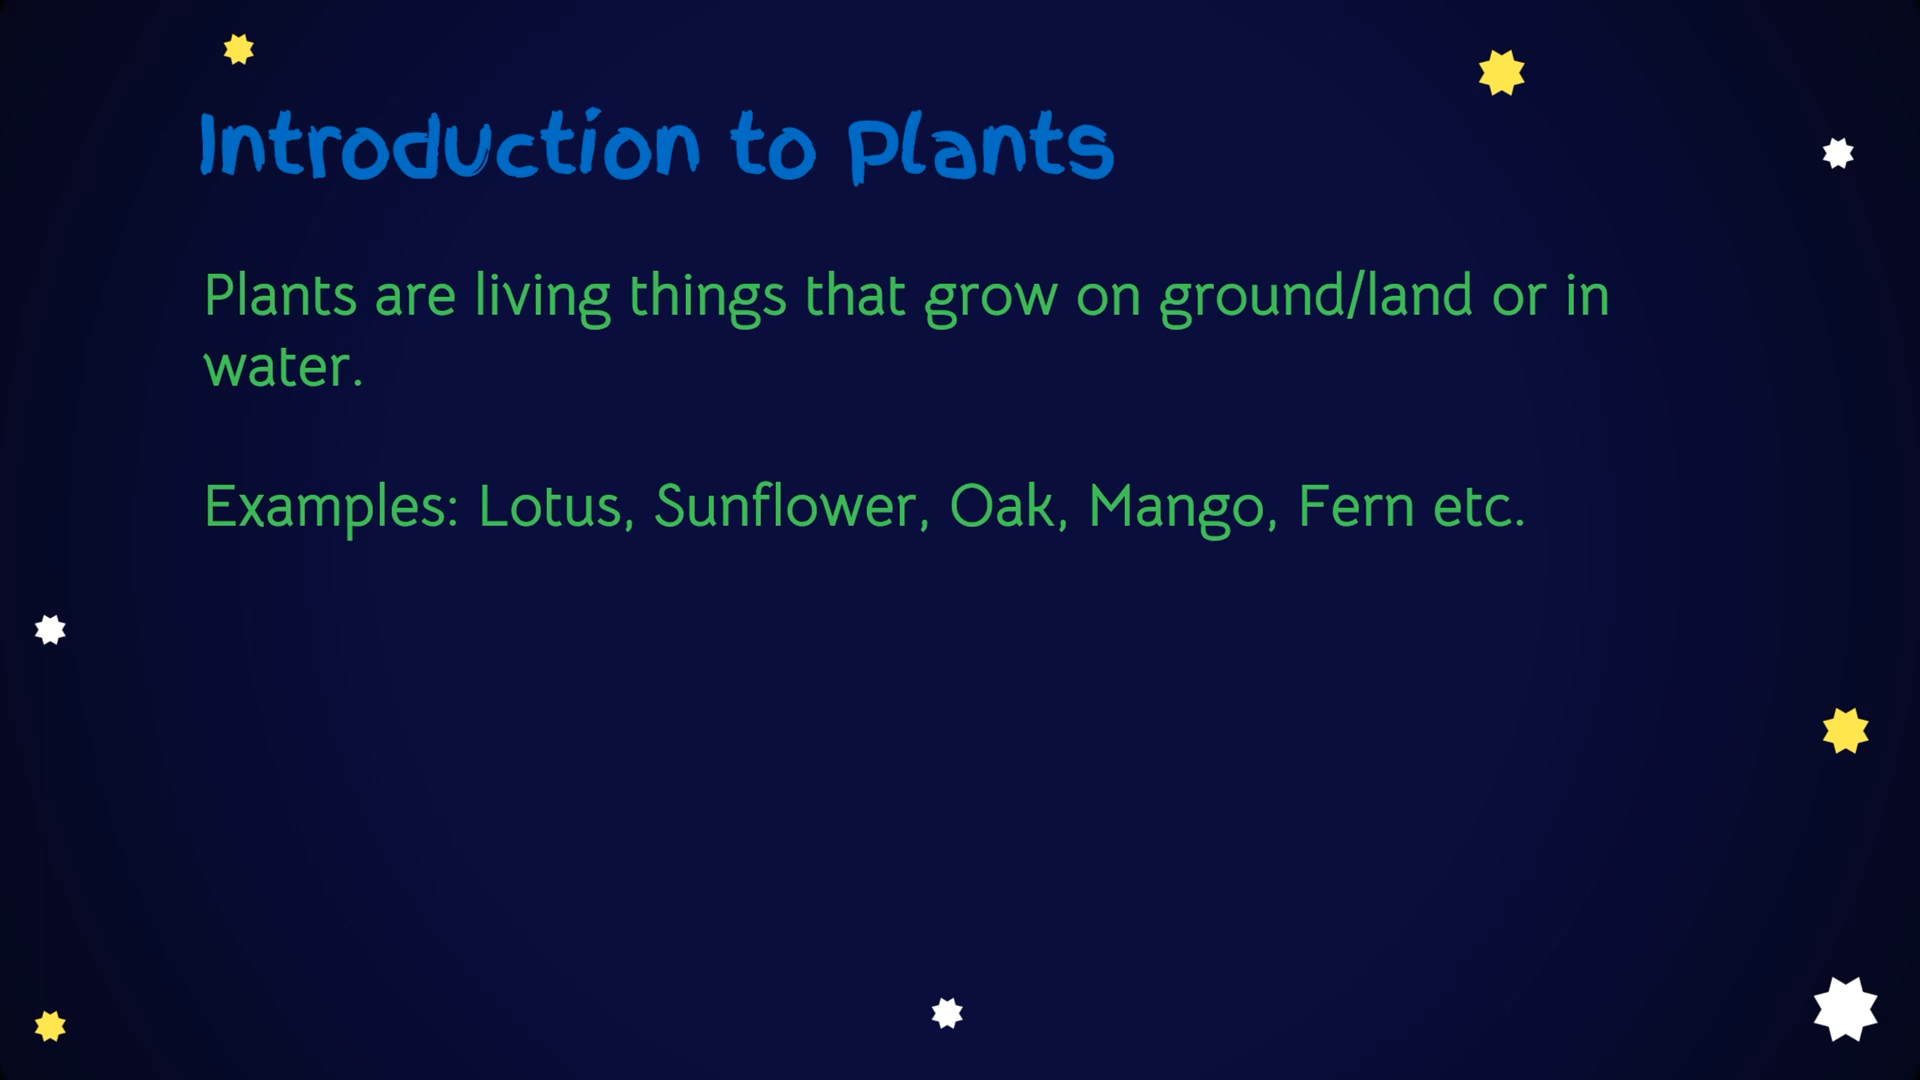 Introduction to Plants
Plants are living things that grow on ground/land or in
water.
Examples: Lotus, Sunflower, Oak, Mango, Fern etc.